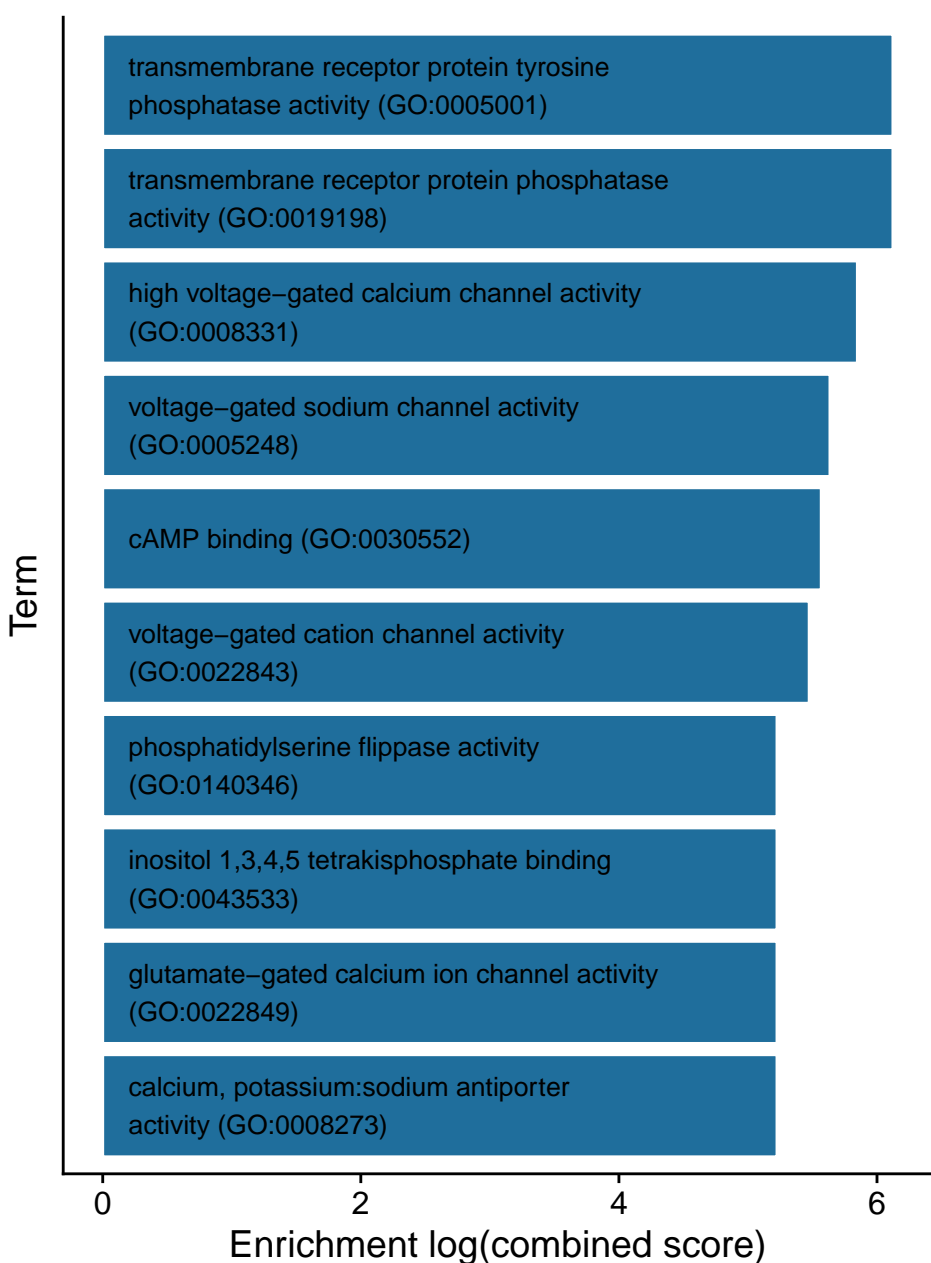 transmembrane receptor protein tyrosine
phosphatase activity (GO:0005001)
transmembrane receptor protein phosphatase
activity (GO:0019198)
high voltage−gated calcium channel activity
(GO:0008331)
voltage−gated sodium channel activity
(GO:0005248)
cAMP binding (GO:0030552)
voltage−gated cation channel activity
(GO:0022843)
phosphatidylserine flippase activity
(GO:0140346)
inositol 1,3,4,5 tetrakisphosphate binding
(GO:0043533)
glutamate−gated calcium ion channel activity
(GO:0022849)
calcium, potassium:sodium antiporter
activity (GO:0008273)
Term
0 2 4 6
Enrichment log(combined score)